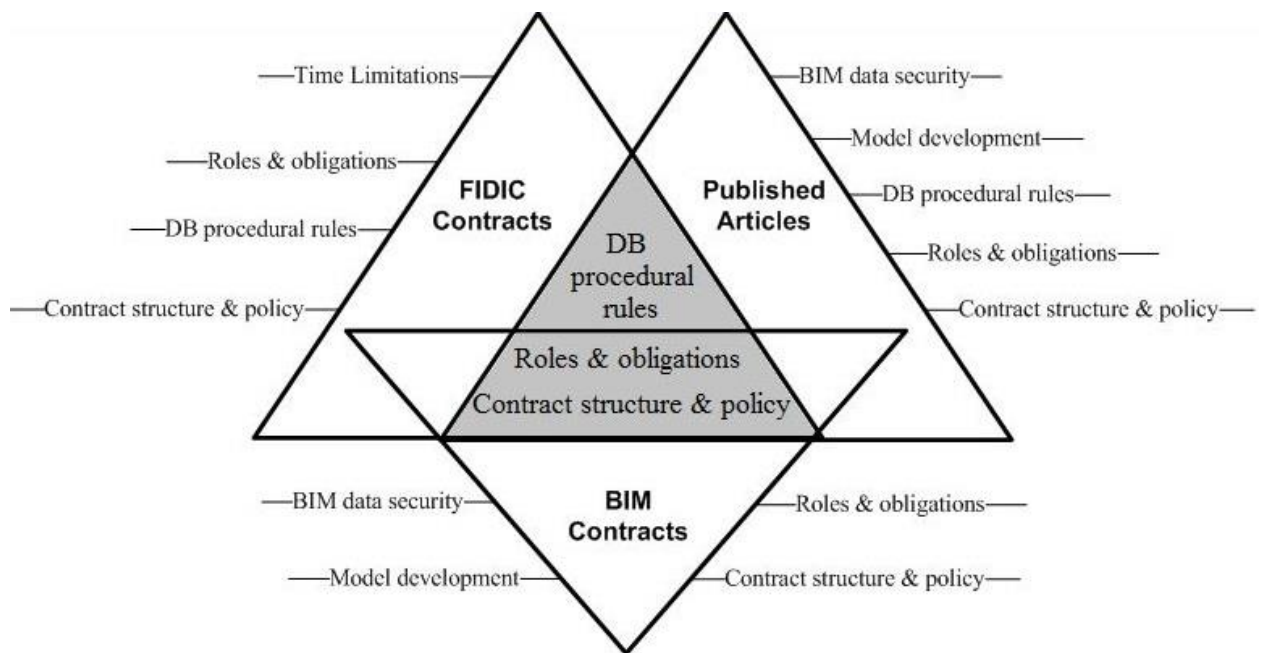 Time Limitations
Roles & obligations
DB procedural rules
Contract structure & policy
FIDIC
Contracts
BIM data security
Model development
DB procedural rules
Roles & obligations
Contract structure & policy
Published
Articles
DB
procedural
rules
Roles & obligations
Contract structure & policy
BIM data security
Model development
BIM
Contracts
Roles & obligations
Contract structure & policy